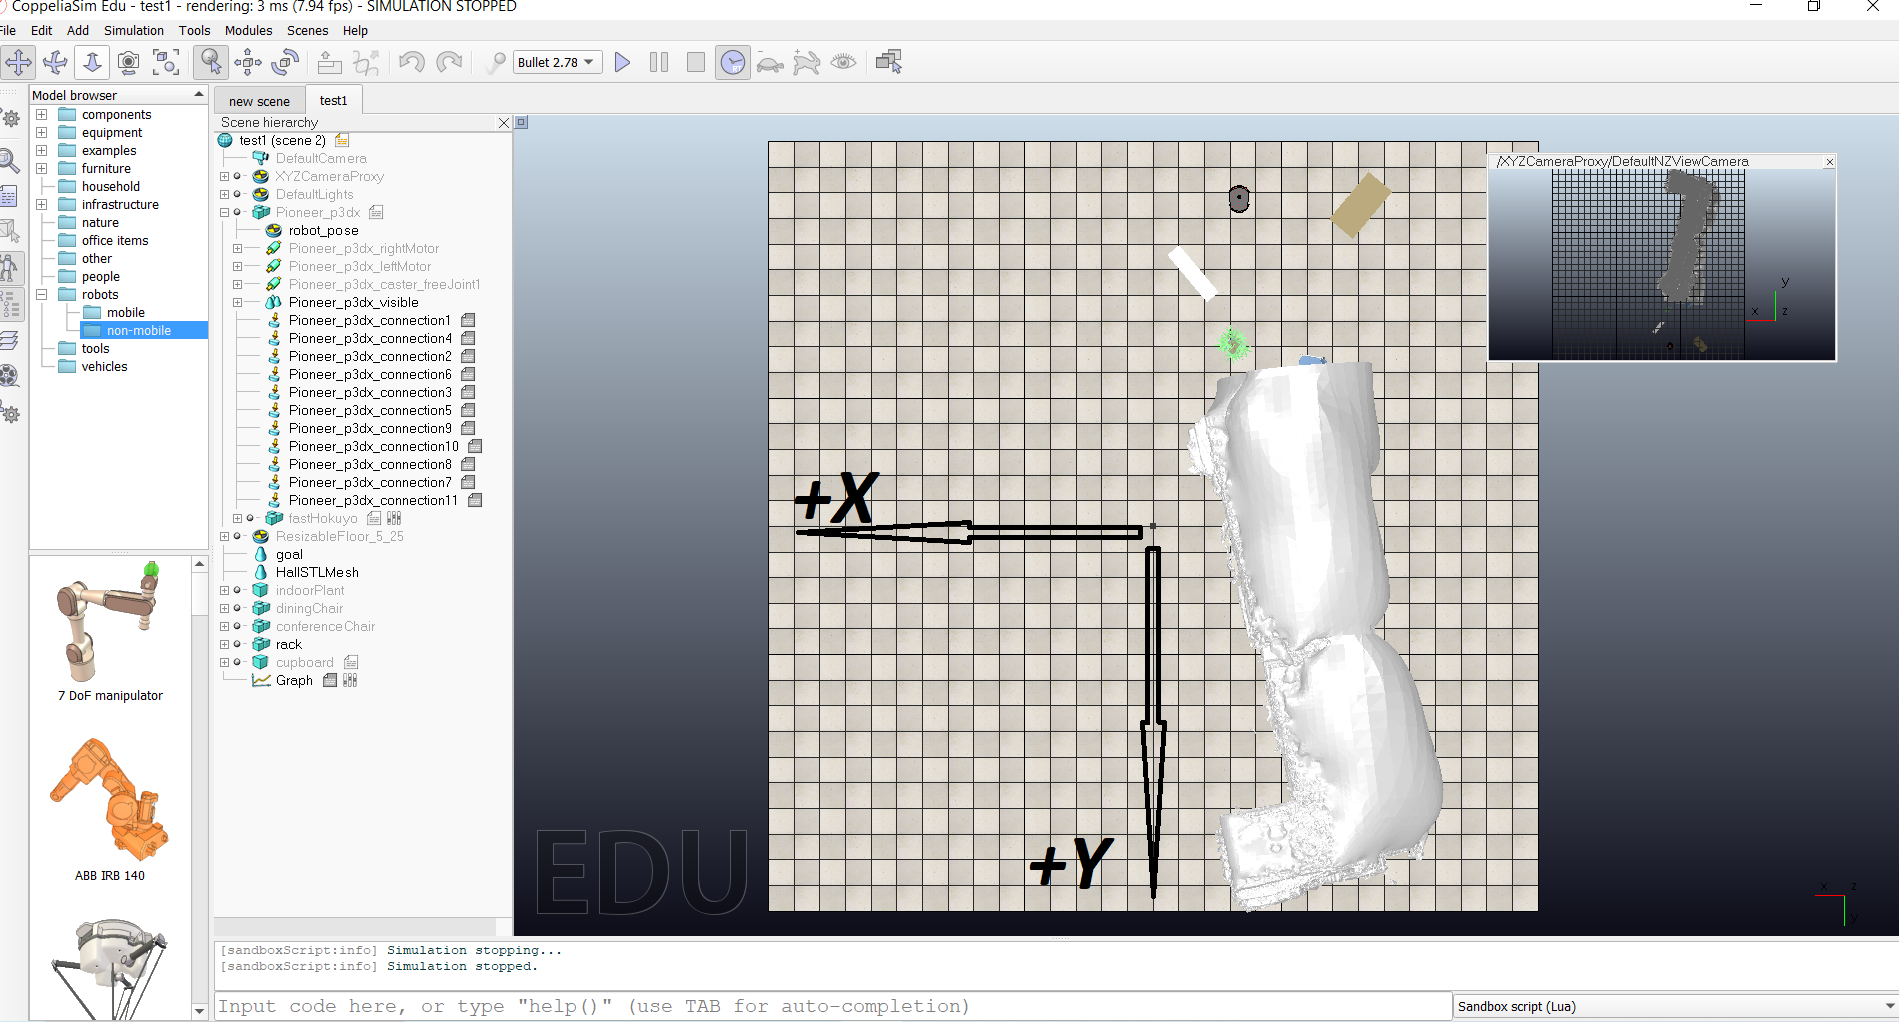 CoppeliaSim Edu - test1 - rendering: 3 ms (7.94 fps) - SIMULATION STOPPED
File Edit Add Simulation Tools Modules Scenes Help
Bullet 2.78
RT
Model browser
components
equipment
examples
furniture
household
infrastructure
nature
office items
other
people
robots
mobile
non-mobile
tools
vehicles
7 DoF manipulator
ABB IRB 140
new scene
test1
Scene hierarchy
test1 (scene 2)
DefaultCamera
XYZCameraProxy
DefaultLights
Pioneer_p3dx
robot_pose
Pioneer_p3dx_rightMotor
Pioneer_p3dx_leftMotor
Pioneer_p3dx_caster_freeJoint1
Pioneer_p3dx_visible
Pioneer_p3dx_connection1
Pioneer_p3dx_connection4
Pioneer_p3dx_connection2
Pioneer_p3dx_connection6
Pioneer_p3dx_connection3
Pioneer_p3dx_connection5
Pioneer_p3dx_connection9
Pioneer_p3dx_connection10
Pioneer_p3dx_connection8
Pioneer_p3dx_connection7
Pioneer_p3dx_connection11
fastHokuyo
ResizableFloor_5_25
goal
HallSTLMesh
indoorPlant
diningChair
conferenceChair
rack
cupboard
Graph
/XYZCameraProxy/DefaultNZViewCamera
y
x z
+X
+Y
EDU
x z
y
[sandboxScript:info] Simulation stopping...
[sandboxScript:info] Simulation stopped.
Input code here, or type "help()" (use TAB for auto-completion)
Sandbox script (Lua)